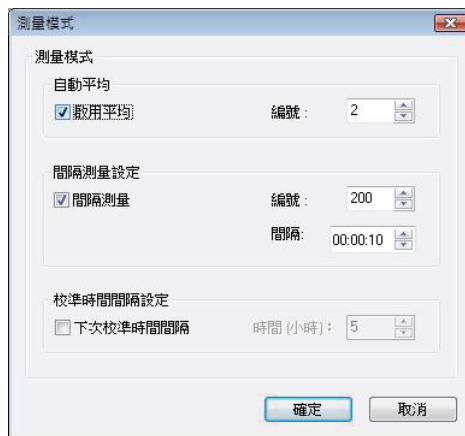 測量模式
測量模式
自動平均
啟用平均 編號 : 2
間隔測量設定
間隔測量 編號 : 200
間隔: 00:00:10
校準時間間隔設定
下次校準時間間隔 時間 (小時) : 5
確定 取消